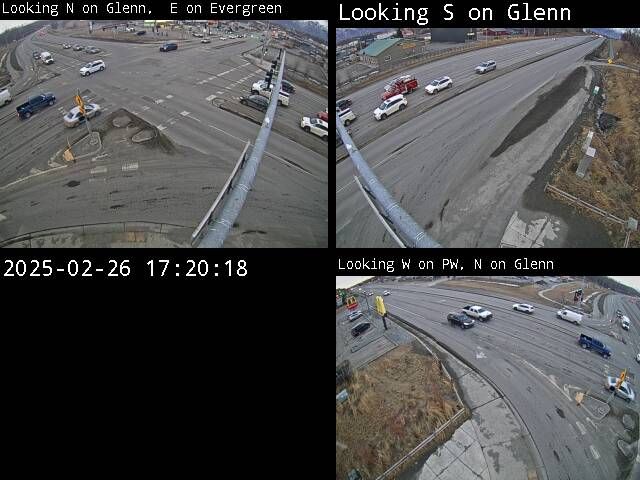 Looking N on Glenn,  E on Evergreen
Looking S on Glenn
2025-02-26 17:20:18
Looking W on PW, N on Glenn